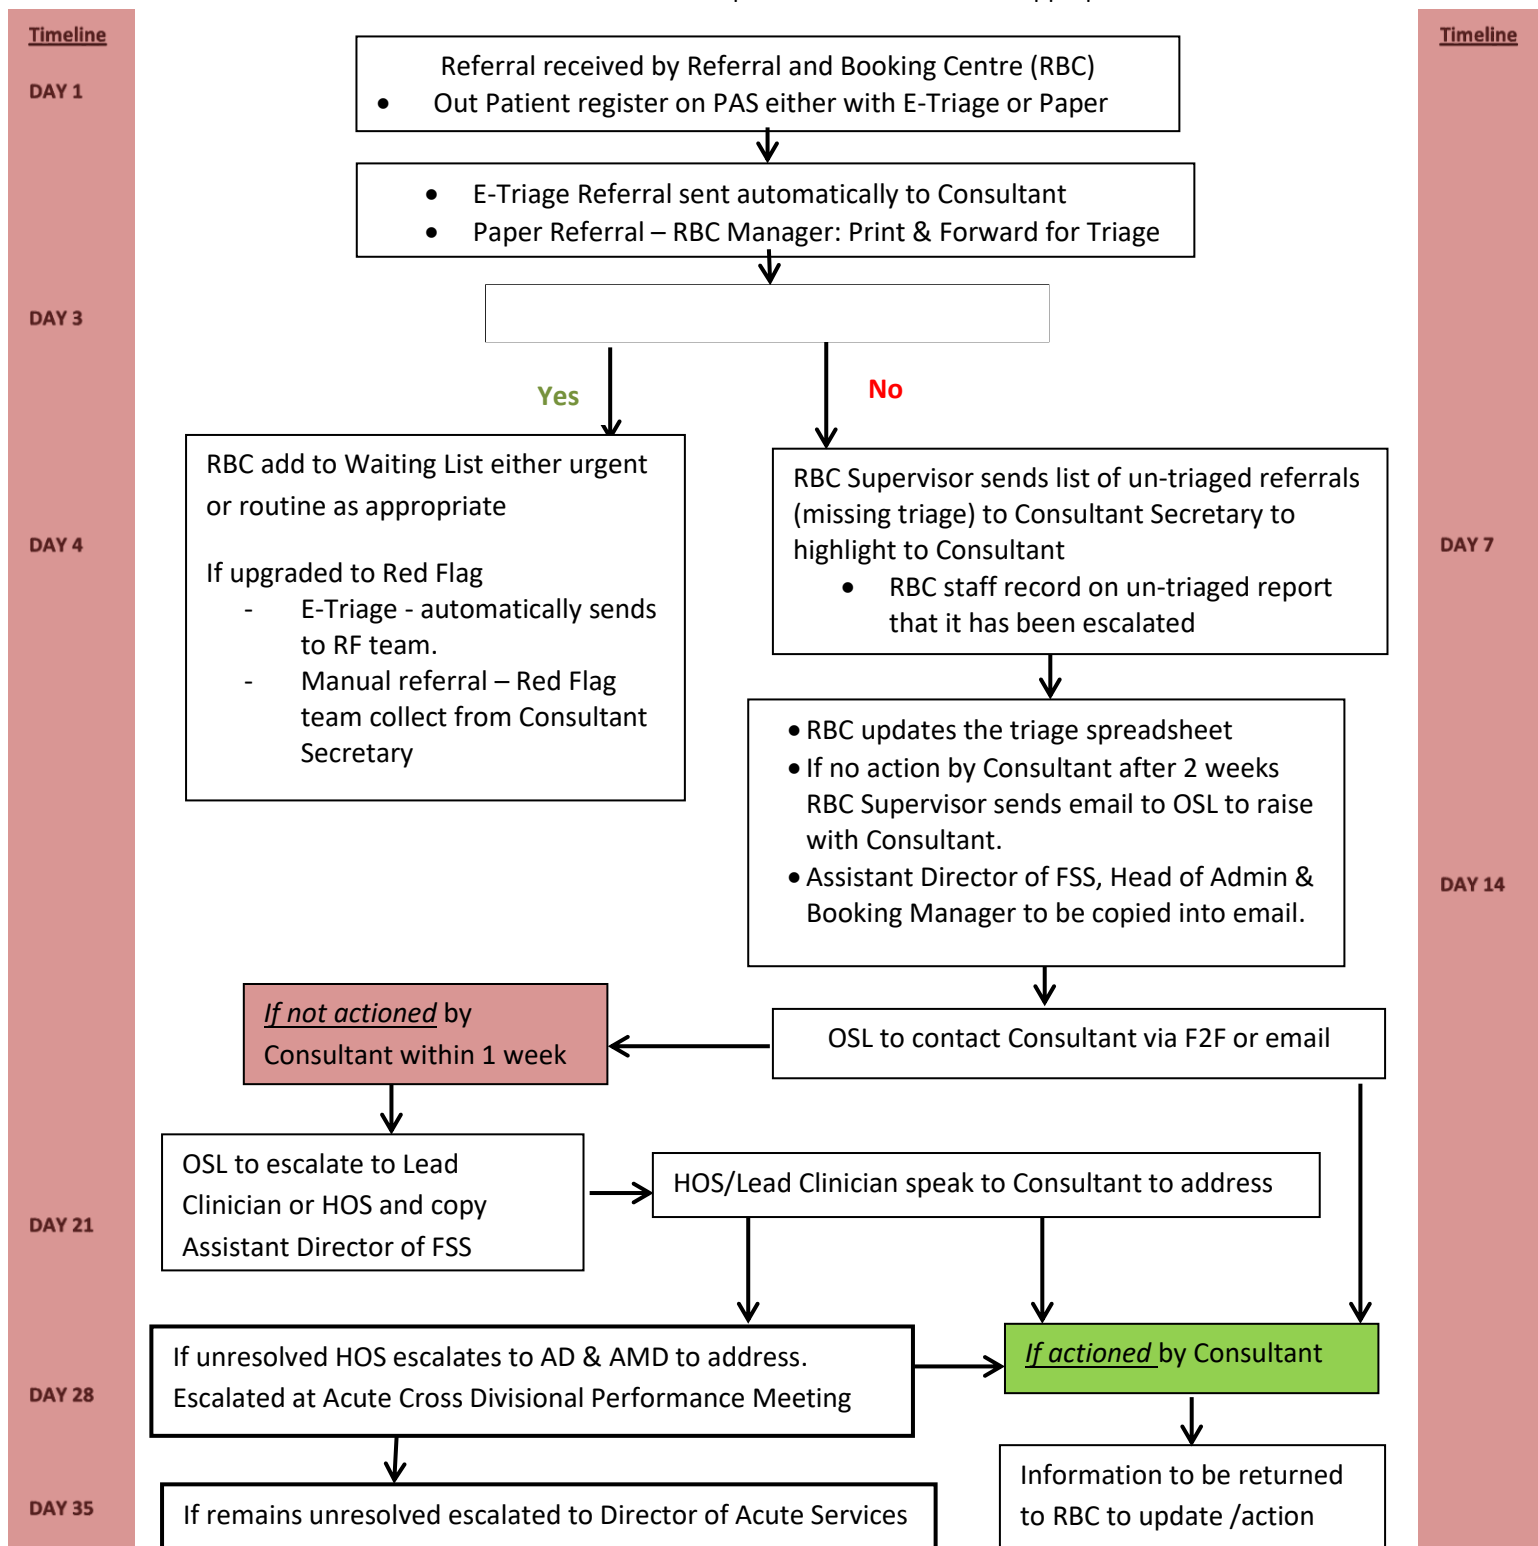 Timeline
Timeline
DAY 1
Referral received by Referral and Booking Centre (RBC)
• Out Patient register on PAS either with E-Triage or Paper
• E-Triage Referral sent automatically to Consultant
• Paper Referral – RBC Manager: Print & Forward for Triage
DAY 3
Yes
No
RBC add to Waiting List either urgent
or routine as appropriate
If upgraded to Red Flag
- E-Triage - automatically sends
to RF team.
- Manual referral – Red Flag
team collect from Consultant
Secretary
DAY 4
RBC Supervisor sends list of un-triaged referrals
(missing triage) to Consultant Secretary to
highlight to Consultant
• RBC staff record on un-triaged report
that it has been escalated
DAY 7
• RBC updates the triage spreadsheet
• If no action by Consultant after 2 weeks
RBC Supervisor sends email to OSL to raise
with Consultant.
• Assistant Director of FSS, Head of Admin &
Booking Manager to be copied into email.
DAY 14
If not actioned by
Consultant within 1 week
OSL to contact Consultant via F2F or email
OSL to escalate to Lead
Clinician or HOS and copy
Assistant Director of FSS
HOS/Lead Clinician speak to Consultant to address
DAY 21
If unresolved HOS escalates to AD & AMD to address.
Escalated at Acute Cross Divisional Performance Meeting
If actioned by Consultant
DAY 28
Information to be returned
to RBC to update /action
DAY 35
If remains unresolved escalated to Director of Acute Services